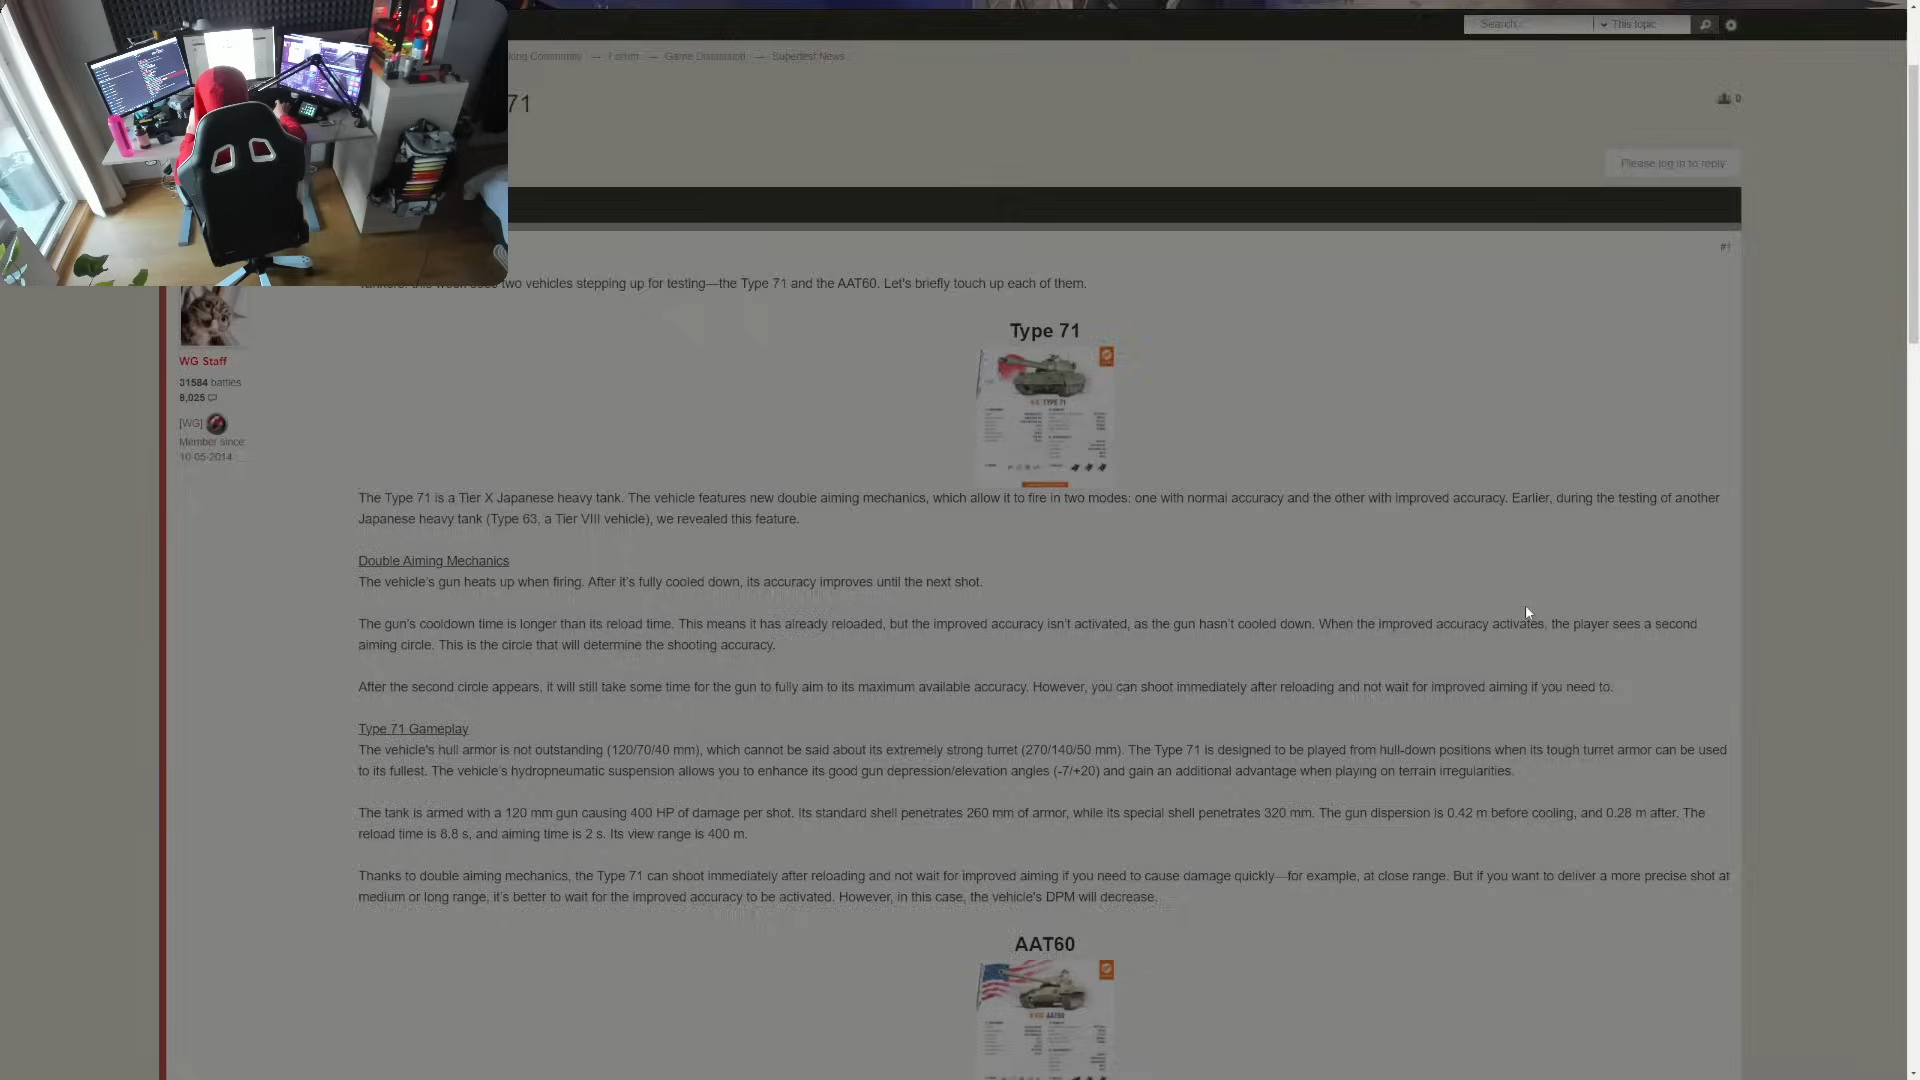 Search...
This topic
king Community → Forum → Game Discussion → Supertest News
71
0
Please log in to reply
#1
two vehicles stepping up for testing—the Type 71 and the AAT60. Let's briefly touch up each of them.
WG Staff
31584 battles
8,025
[WG]
Member since:
10-05-2014
Type 71
TYPE 71
The Type 71 is a Tier X Japanese heavy tank. The vehicle features new double aiming mechanics, which allow it to fire in two modes: one with normal accuracy and the other with improved accuracy. Earlier, during the testing of another
Japanese heavy tank (Type 63, a Tier VIII vehicle), we revealed this feature.
Double Aiming Mechanics
The vehicle's gun heats up when firing. After it's fully cooled down, its accuracy improves until the next shot.
The gun's cooldown time is longer than its reload time. This means it has already reloaded, but the improved accuracy isn't activated, as the gun hasn't cooled down. When the improved accuracy activates, the player sees a second
aiming circle. This is the circle that will determine the shooting accuracy.
After the second circle appears, it will still take some time for the gun to fully aim to its maximum available accuracy. However, you can shoot immediately after reloading and not wait for improved aiming if you need to.
Type 71 Gameplay
The vehicle's hull armor is not outstanding (120/70/40 mm), which cannot be said about its extremely strong turret (270/140/50 mm). The Type 71 is designed to be played from hull-down positions when its tough turret armor can be used
to its fullest. The vehicle's hydropneumatic suspension allows you to enhance its good gun depression/elevation angles (-7/+20) and gain an additional advantage when playing on terrain irregularities.
The tank is armed with a 120 mm gun causing 400 HP of damage per shot. Its standard shell penetrates 260 mm of armor, while its special shell penetrates 320 mm. The gun dispersion is 0.42 m before cooling, and 0.28 m after. The
reload time is 8.8 s, and aiming time is 2 s. Its view range is 400 m.
Thanks to double aiming mechanics, the Type 71 can shoot immediately after reloading and not wait for improved aiming if you need to cause damage quickly—for example, at close range. But if you want to deliver a more precise shot at
medium or long range, it's better to wait for the improved accuracy to be activated. However, in this case, the vehicle's DPM will decrease.
AAT60
AAT60